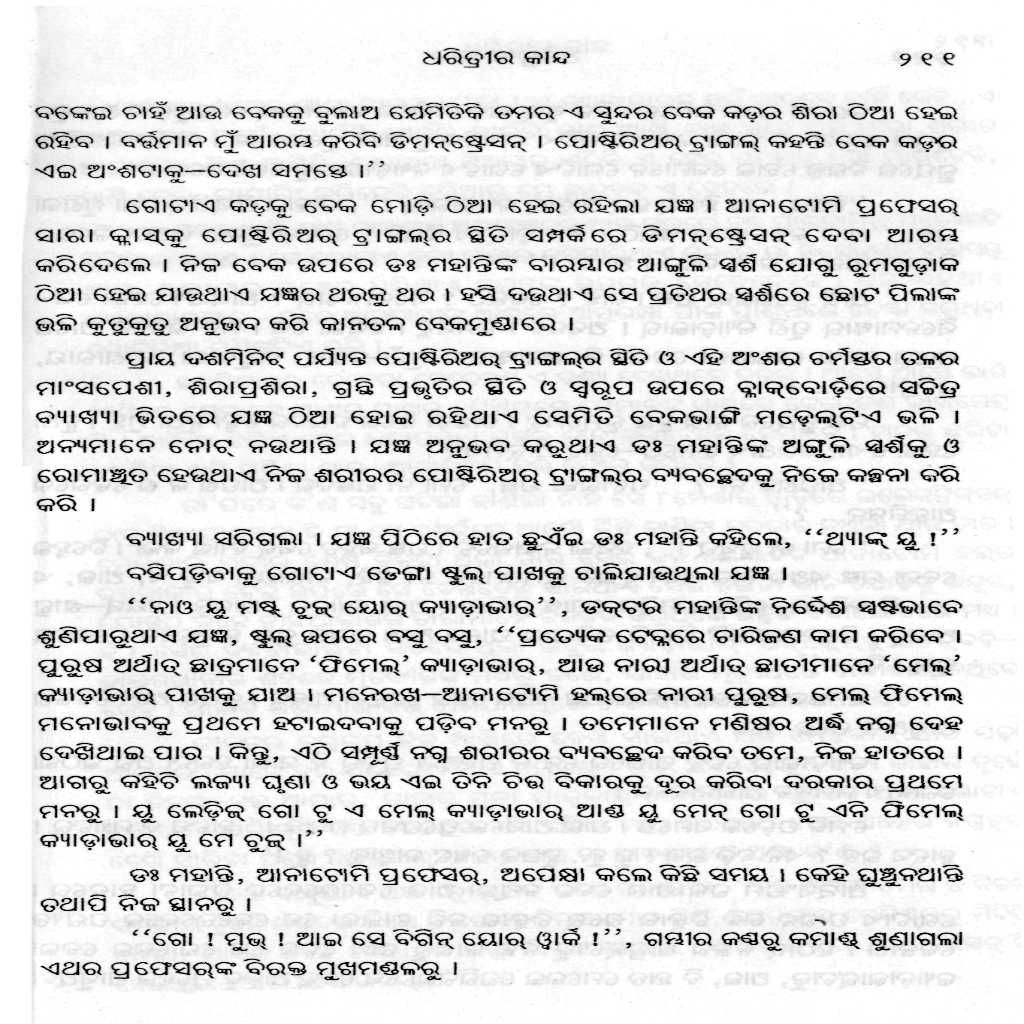 ଧରିତ୍ରୀର କାନ୍ଦ ୨୧୧
ବଙ୍କେଇ ଚାହଁ ଆଉ ବେକକୁ ବୁଲାଅ ଯେମିତିକି ତମର ଏ ସୁନ୍ଦର ବେକ କଡ଼ର ଶିରା ଠିଆ ହେଇ
ରହିବ । ବର୍ତ୍ତମାନ ମୁଁ ଆରମ୍ଭ କରିବି ଡିମନ୍‌ଷ୍ଟ୍ରେସନ୍ । ପୋଷ୍ଟିରିଅର୍ ଟ୍ରାଙ୍ଗଲ୍ କହନ୍ତି ବେକ କଡ଼ର
ଏଇ ଅଂଶଟାକୁ—ଦେଖ ସମସ୍ତେ ।’’
ଗୋଟାଏ କଡ଼କୁ ବେକ ମୋଡ଼ି ଠିଆ ହେଇ ରହିଲା ଯଜ୍ଞ । ଆନାଟୋମି ପ୍ରଫେସର୍
ସାରା କ୍ଲାସ୍‌କୁ ପୋଷ୍ଟିରିଅର୍ ଟ୍ରାଙ୍ଗଲ୍‌ର ସ୍ଥିତି ସମ୍ପର୍କରେ ଡିମନ୍‌ଷ୍ଟ୍ରେସନ୍ ଦେବା ଆରମ୍ଭ
କରିଦେଲେ । ନିଜ ବେକ ଉପରେ ଡଃ ମହାନ୍ତିଙ୍କ ବାରମ୍ବାର ଆଙ୍ଗୁଳି ସ୍ପର୍ଶ ଯୋଗୁ ରୁମଗୁଡ଼ାକ
ଠିଆ ହେଇ ଯାଉଥାଏ ଯଜ୍ଞର ଥରକୁ ଥର । ହସି ଦଉଥାଏ ସେ ପ୍ରତିଥର ସ୍ପର୍ଶରେ ଛୋଟ ପିଲାଙ୍କ
ଭଳି କୁତୁକୁତୁ ଅନୁଭବ କରି କାନତଳ ବେକମୁଣ୍ଡାରେ ।
ପ୍ରାୟ ଦଶମିନିଟ୍ ପର୍ଯ୍ୟନ୍ତ ପୋଷ୍ଟିରିଅର୍ ଟ୍ରାଙ୍ଗଲ୍‌ର ସ୍ଥିତି ଓ ଏହି ଅଂଶର ଚର୍ମସ୍ତର ତଳର
ମାଂସପେଶୀ, ଶିରାପ୍ରଶିରା, ଗ୍ରନ୍ଥି ପ୍ରଭୃତିର ସ୍ଥିତି ଓ ସ୍ୱରୂପ ଉପରେ ବ୍ଲାକ୍‌ବୋର୍ଡ଼ରେ ସଚିତ୍ର
ବ୍ୟାଖ୍ୟା ଭିତରେ ଯଜ୍ଞ ଠିଆ ହୋଇ ରହିଥାଏ ସେମିତି ବେକଭାଙ୍ଗି ମଡ଼େଲ୍‌ଟିଏ ଭଳି ।
ଅନ୍ୟମାନେ ନୋଟ୍ ନଉଥାନ୍ତି । ଯଜ୍ଞ ଅନୁଭବ କରୁଥାଏ ଡଃ ମହାନ୍ତିଙ୍କ ଅଙ୍ଗୁଳି ସ୍ପର୍ଶକୁ ଓ
ରୋମାଞ୍ଚିତ ହେଉଥାଏ ନିଜ ଶରୀରର ପୋଷ୍ଟିରିଅର୍ ଟ୍ରାଙ୍ଗଲ୍‌ର ବ୍ୟବଚ୍ଛେଦକୁ ନିଜେ କଳ୍ପନା କରି
କରି ।
ବ୍ୟାଖ୍ୟା ସରିଗଲା । ଯଜ୍ଞ ପିଠିରେ ହାତ ଛୁଏଁଇ ଡଃ ମହାନ୍ତି କହିଲେ, ‘‘ଥ୍ୟାଙ୍କ୍ ୟୁ !’’
ବସିପଡ଼ିବାକୁ ଗୋଟାଏ ଡେଙ୍ଗା ଷ୍ଟୁଲ୍ ପାଖକୁ ଚାଲିଯାଉଥିଲା ଯଜ୍ଞ ।
‘‘ନାଓ ୟୁ ମଷ୍ଟ୍ ଚୁଜ୍ ୟୋର୍ କ୍ୟାଡ଼ାଭାର୍’’, ଡକ୍ଟର ମହାନ୍ତିଙ୍କ ନିର୍ଦ୍ଦେଶ ସ୍ପଷ୍ଟଭାବେ
ଶୁଣିପାରୁଥାଏ ଯଜ୍ଞ, ଷ୍ଟୁଲ୍ ଉପରେ ବସୁ ବସୁ, ‘‘ପ୍ରତ୍ୟେକ ଟେବୁଲରେ ଚାରିଜଣ କାମ କରିବେ ।
ପୁରୁଷ ଅର୍ଥାତ୍ ଛାତ୍ରମାନେ ‘ଫିମେଲ୍’ କ୍ୟାଡ଼ାଭାର୍, ଆଉ ନାରୀ ଅର୍ଥାତ୍ ଛାତୀମାନେ ‘ମେଲ୍’
କ୍ୟାଡ଼ାଭାର୍ ପାଖକୁ ଯାଅ । ମନେରଖ—ଆନାଟୋମି ହଲ୍‌ରେ ନାରୀ ପୁରୁଷ, ମେଲ୍ ଫିମେଲ୍
ମନୋଭାବକୁ ପ୍ରଥମେ ହଟାଇଦବାକୁ ପଡ଼ିବ ମନରୁ । ତମେମାନେ ମଣିଷର ଅର୍ଦ୍ଧ ନଗ୍ନ ଦେହ
ଦେଖିଥାଇ ପାର । କିନ୍ତୁ, ଏଠି ସମ୍ପୂର୍ଣ୍ଣ ନଗ୍ନ ଶରୀରର ବ୍ୟବଚ୍ଛେଦ କରିବ ତମେ, ନିଜ ହାତରେ ।
ଆଗରୁ କହିଚି ଲଜ୍ୟା ଘୃଣା ଓ ଭୟ ଏଇ ତିନି ଚିତ୍ତ ବିକାରକୁ ଦୂର କରିବା ଦରକାର ପ୍ରଥମେ
ମନରୁ । ୟୁ ଲେଡ଼ିଜ୍ ଗୋ ଟୁ ଏ ମେଲ୍ କ୍ୟାଡ଼ାଭାର୍ ଆଣ୍ଡ ୟୁ ମେନ୍ ଗୋ ଟୁ ଏନି ଫିମେଲ୍
କ୍ୟାଡ଼ାଭାର୍ ୟୁ ମେ ଚୁଜ୍ ।’’
ଡଃ ମହାନ୍ତି, ଆନାଟୋମି ପ୍ରଫେସର୍, ଅପେକ୍ଷା କଲେ କିଛି ସମୟ । କେହି ଘୁଞ୍ଚୁନଥାନ୍ତି
ତଥାପି ନିଜ ସ୍ଥାନରୁ ।
‘‘ଗୋ ! ମୁଭ୍ ! ଆଇ ସେ ବିଗିନ୍ ୟୋର୍ ୱାର୍କ !’’, ଗମ୍ଭୀର କଣ୍ଠରୁ କମାଣ୍ଡ୍ ଶୁଣାଗଲା
ଏଥର ପ୍ରଫେସର୍‌ଙ୍କ ବିରକ୍ତ ମୁଖମଣ୍ଡଳରୁ ।